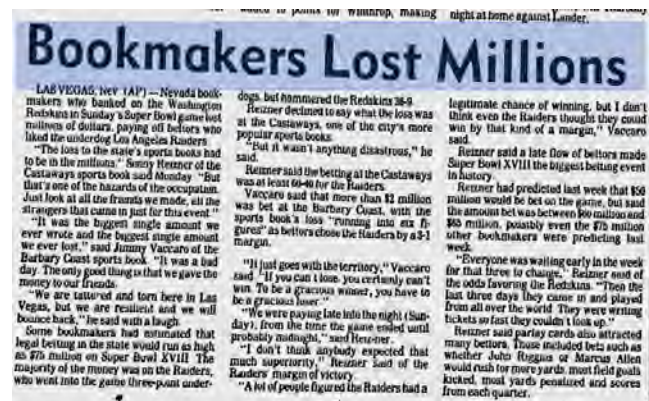 night at home against Lander.
Bookmakers Lost Millions
LAS VEGAS, Nev (AP) — Nevada book-
makers who banked on the Washington
Redskins in Sunday's Super Bowl game lost
millions of dollars, paying off bettors who
liked the underdog Los Angeles Raiders
"The loss to the state's sports books had
to be in the millions," Sonny Reizner of the
Castaways sports book said Monday "But
that's one of the hazards of the occupation.
Just look at all the friends we made, all the
strangers that came in just for this event."
"It was the biggest single amount we
ever wrote and the biggest single amount
we ever lost," said Jimmy Vaccaro of the
Barbary Coast sports book. "It was a bad
day. The only good thing is that we gave the
money to our friends.
"We are tattered and torn here in Las
Vegas, but we are resilient and we will
bounce back," he said with a laugh.
Some bookmakers had estimated that
legal betting in the state would run as high
as $75 million on Super Bowl XVIII The
majority of the money was on the Raiders,
who went into the game three-point under-
dogs, but hammered the Redskins 38-9
Reizner declined to say what the loss was
at the Castaways, one of the city's more
popular sports books.
"But it wasn't anything disastrous," he
said.
Reizner said the betting at the Castaways
was at least 60-40 for the Raiders
Vaccaro said that more than $2 million
was bet at the Barbary Coast, with the
sports book's loss "running into six fi-
gures" as bettors chose the Raiders by a 3-1
margin.
"It just goes with the territory," Vaccaro
said "If you can't lose, you certainly can't
win. To be a gracious winner, you have to
be a gracious loser."
"We were paying late into the night (Sun-
day), from the time the game ended until
probably midnight," said Reizner.
"I don't think anybody expected that
much superiority," Reizner said of the
Raiders' margin of victory.
"A lot of people figured the Raiders had a
legitimate chance of winning, but I don't
think even the Raiders thought they could
win by that kind of a margin," Vaccaro
said.
Reizner said a late flow of bettors made
Super Bowl XVIII the biggest betting event
in history.
Reizner had predicted last week that $50
million would be bet on the game, but said
the amount bet was between $60 million and
$65 million, possibly even the $75 million
other bookmakers were predicting last
week
"Everyone was waiting early in the week
for that three to change," Reizner said of
the odds favoring the Redskins. "Then the
last three days they came in and played
from all over the world. They were writing
tickets so fast they couldn't look up."
Reizner said parlay cards also attracted
many bettors. Those included bets such as
whether John Riggins or Marcus Allen
would rush for more yards, most field goals
kicked, most yards penalized and scores
from each quarter.